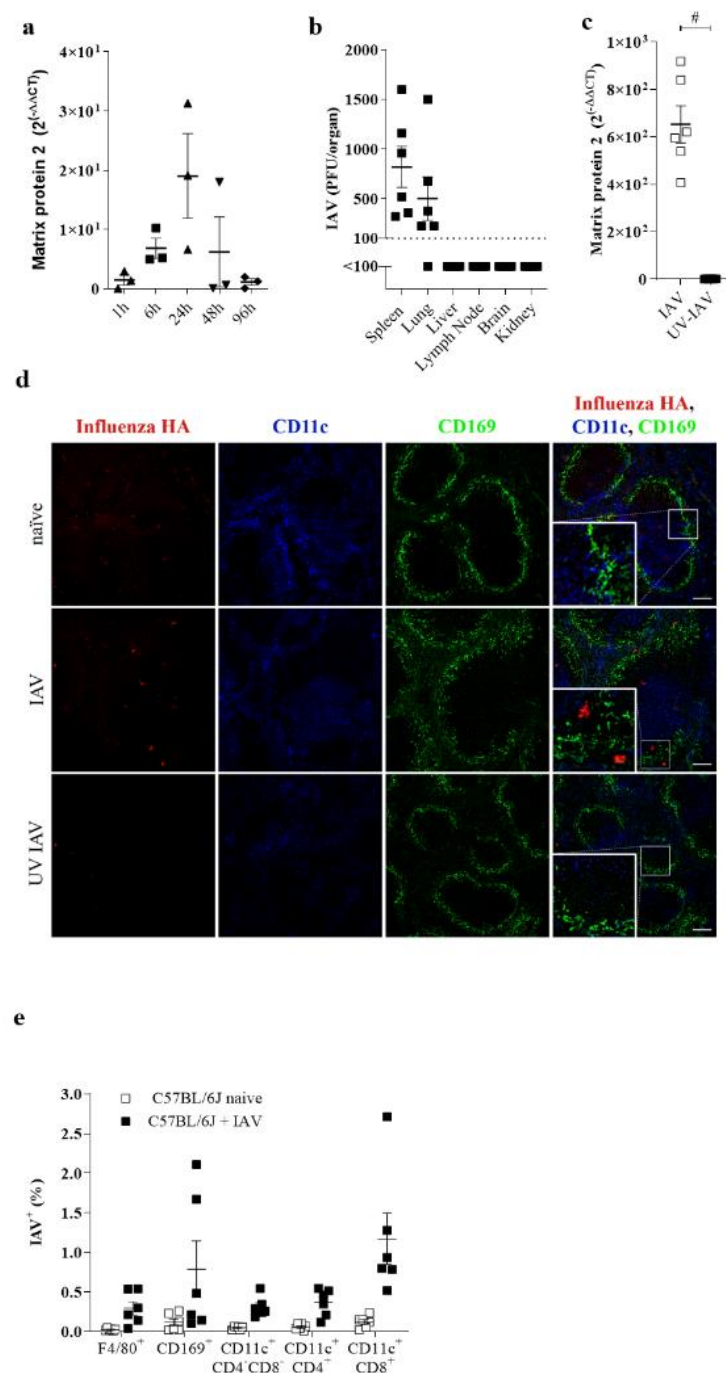 a
Matrix protein 2 (2^(-ΔΔCT))
4×10¹
3×10¹
2×10¹
1×10¹
0
1h
6h
24h
48h
96h
b
IAV (PFU/organ)
2000
1500
1000
500
100
<100
Spleen
Lung
Liver
Lymph Node
Brain
Kidney
c
#
Matrix protein 2 (2^(-ΔΔCT))
1×10³
8×10²
6×10²
4×10²
2×10²
0
IAV
UV-IAV
d
Influenza HA
CD11c
CD169
Influenza HA,
CD11c, CD169
naïve
IAV
UV IAV
e
□ C57BL/6J naive
■ C57BL/6J + IAV
IAV⁺ (%)
3.0
2.5
2.0
1.5
1.0
0.5
0.0
F4/80⁺
CD169⁺
CD11c⁺
CD4⁻CD8⁻
CD11c⁺
CD4⁺
CD11c⁺
CD8⁺